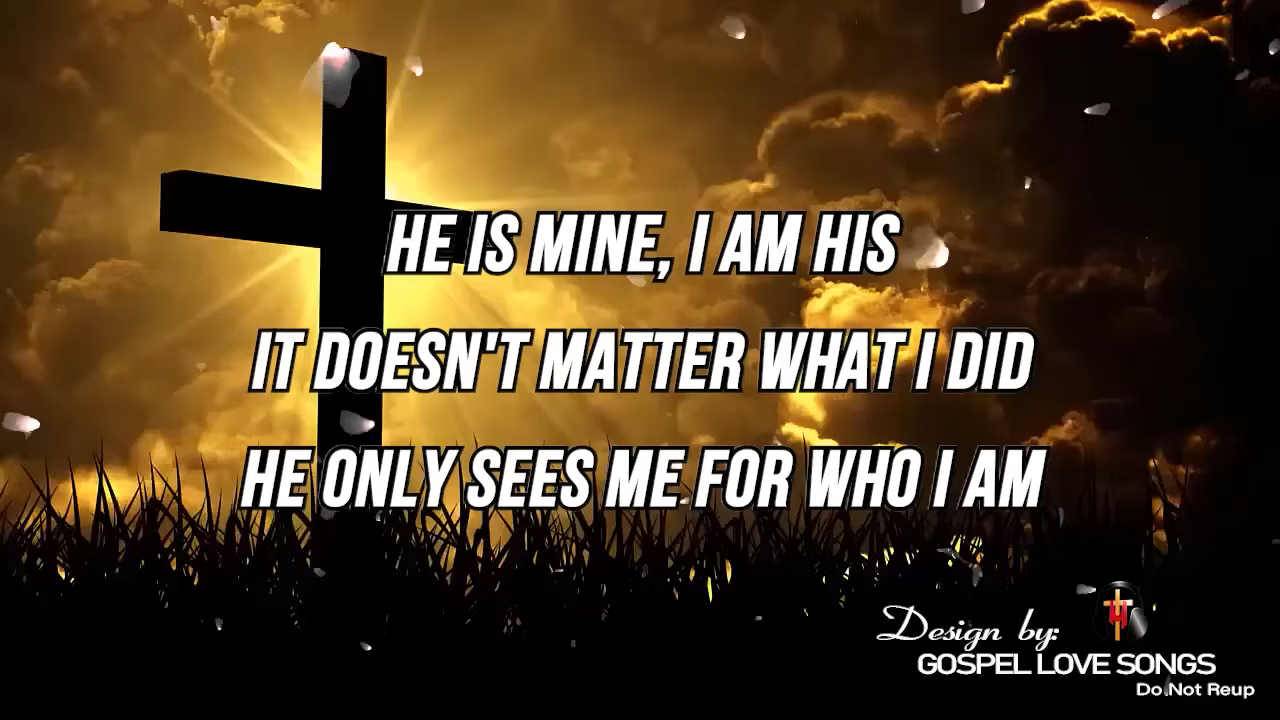 HE IS MINE, I AM HIS
IT DOESN'T MATTER WHAT I DID
HE ONLY SEES ME FOR WHO I AM
Design by:
GOSPEL LOVE SONGS
Do Not Reup